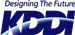 Designing The Future
KDDI